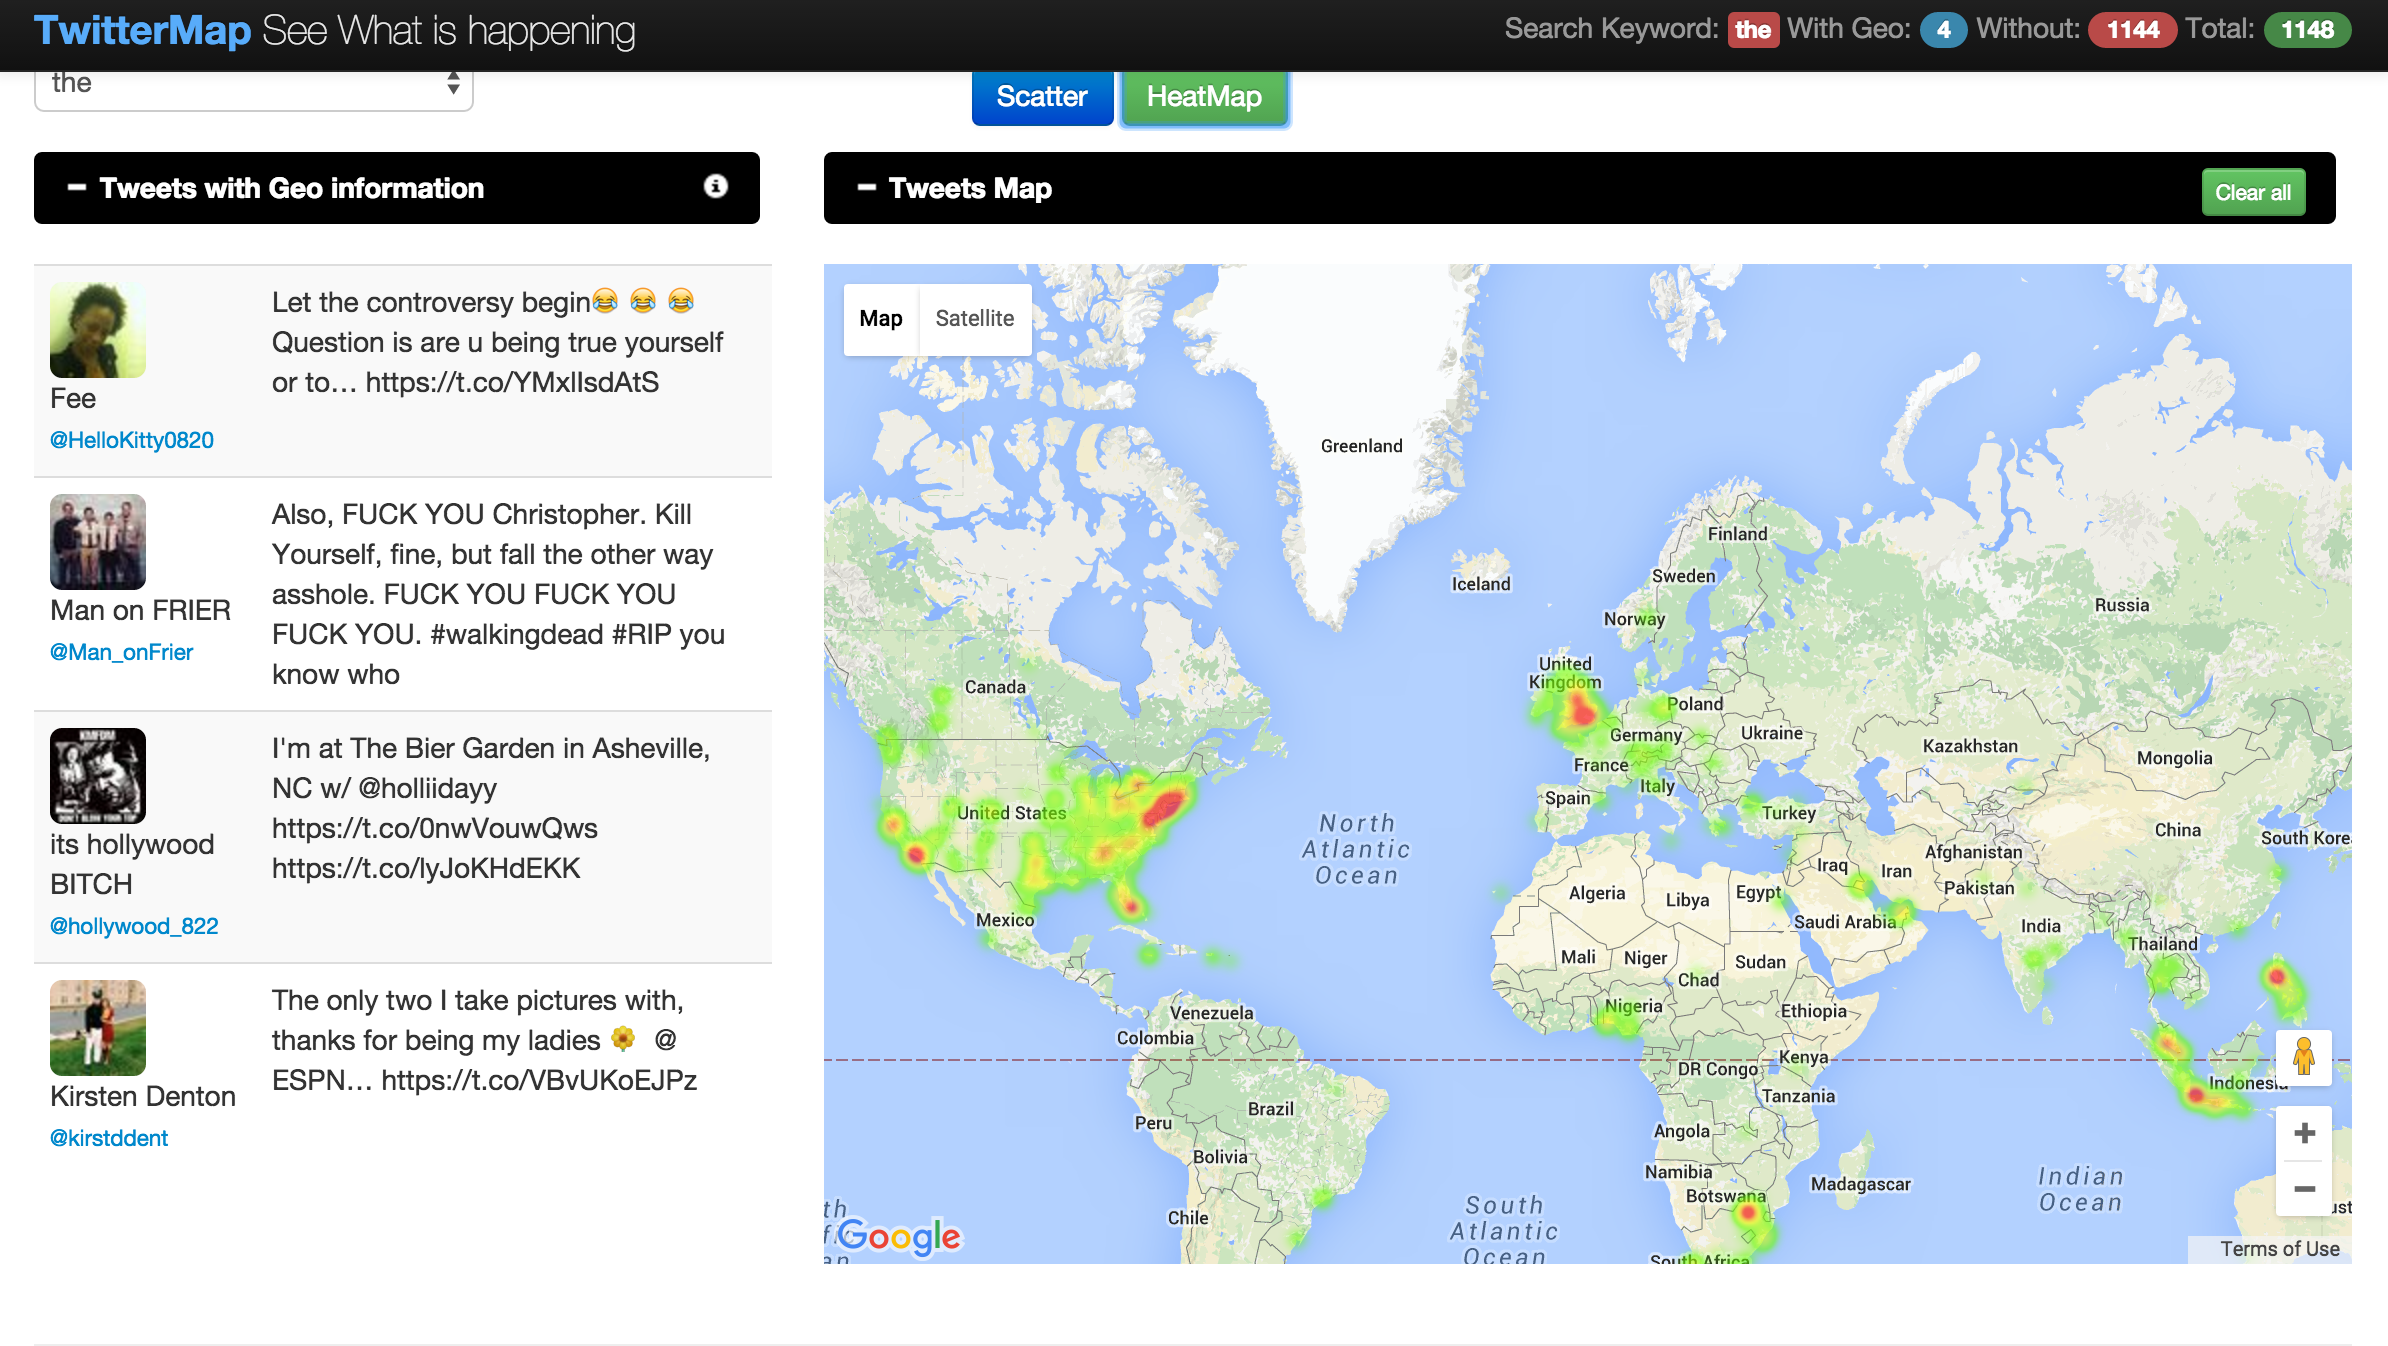 TwitterMap See What is happening
Search Keyword: the With Geo: 4 Without: 1144 Total: 1148
the
Scatter
HeatMap
Tweets with Geo information
Let the controversy begin😂 😂 😂
Question is are u being true yourself
or to… https://t.co/YMxlIsdAtS
Fee
@HelloKitty0820
Also, FUCK YOU Christopher. Kill
Yourself, fine, but fall the other way
asshole. FUCK YOU FUCK YOU
FUCK YOU. #walkingdead #RIP you
know who
Man on FRIER
@Man_onFrier
I'm at The Bier Garden in Asheville,
NC w/ @holliidayy
https://t.co/0nwVouwQws
https://t.co/lyJoKHdEKK
KMFDM
its hollywood
BITCH
@hollywood_822
The only two I take pictures with,
thanks for being my ladies 🌻 @
ESPN… https://t.co/VBvUKoEJPz
Kirsten Denton
@kirstddent
Tweets Map
Clear all
Map
Satellite
Greenland
Finland
Iceland
Sweden
Russia
Norway
United
Kingdom
Canada
Poland
Germany
Ukraine
Kazakhstan
Mongolia
France
Italy
Spain
United States
Turkey
North
Atlantic
Ocean
China
South Kore
Afghanistan
Iraq
Iran
Pakistan
Algeria
Libya
Egypt
Mexico
Saudi Arabia
India
Thailand
Mali
Niger
Sudan
Chad
Nigeria
Ethiopia
Venezuela
Colombia
Kenya
DR Congo
Indonesia
Tanzania
Brazil
Peru
Angola
Bolivia
Namibia
Botswana
Madagascar
Indian
Ocean
South
Atlantic
Ocean
Chile
th
fi
an
ust
South Africa
Google
Terms of Use